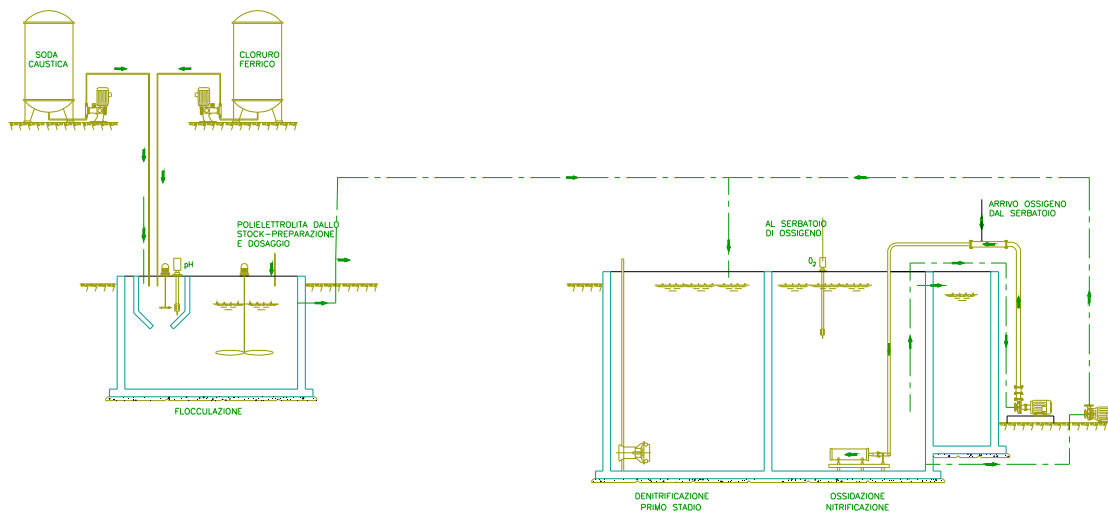 SODA
CAUSTICA
CLORURO
FERRICO
POLIELETTROLITA DALLO
STOCK-PREPARAZIONE
E DOSAGGIO
pH
AL SERBATOIO
DI OSSIGENO
O2
ARRIVO OSSIGENO
DAL SERBATOIO
FLOCCULAZIONE
DENITRIFICAZIONE
PRIMO STADIO
OSSIDAZIONE
NITRIFICAZIONE